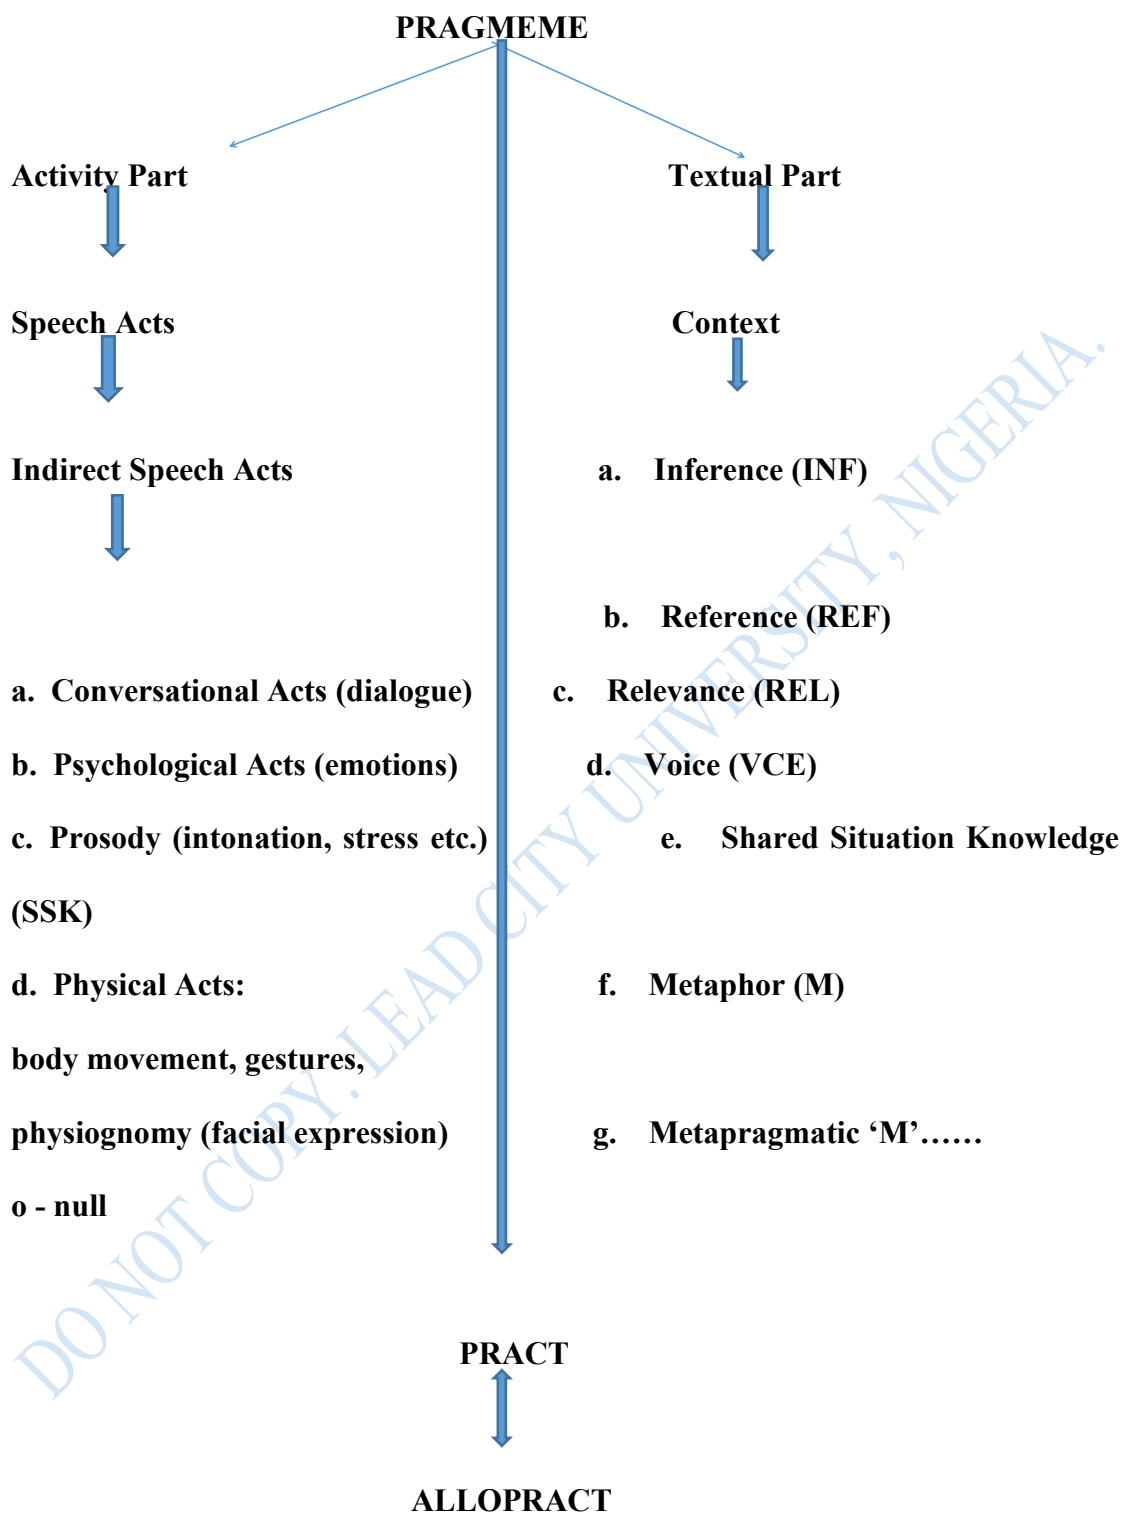 PRAGMEME
Activity Part Textual Part
Speech Acts Context
Indirect Speech Acts a. Inference (INF)
b. Reference (REF)
a. Conversational Acts (dialogue) c. Relevance (REL)
b. Psychological Acts (emotions) d. Voice (VCE)
c. Prosody (intonation, stress etc.) e. Shared Situation Knowledge
(SSK)
d. Physical Acts: f. Metaphor (M)
body movement, gestures,
physiognomy (facial expression) g. Metapragmatic ‘M’……
o - null
PRACT
ALLOPRACT
DO NOT COPY. LEAD CITY UNIVERSITY, NIGERIA.